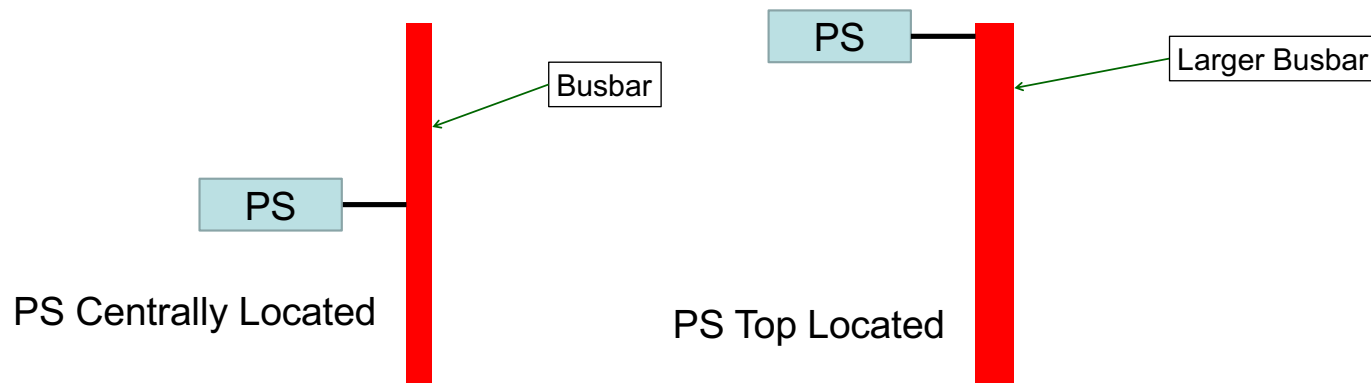 PS
Busbar
PS Centrally Located
PS
Larger Busbar
PS Top Located